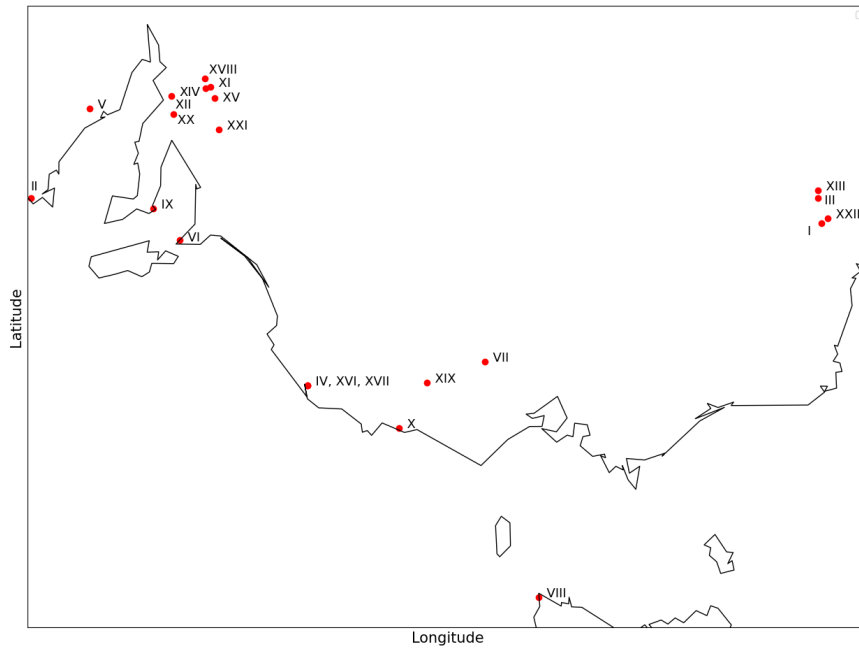 XVIII
XI
XIV
XV
V
XII
XX
XXI
II
XIII
IX
III
XXII
I
VI
VII
IV, XVI, XVII
XIX
X
VIII
Latitude
Longitude